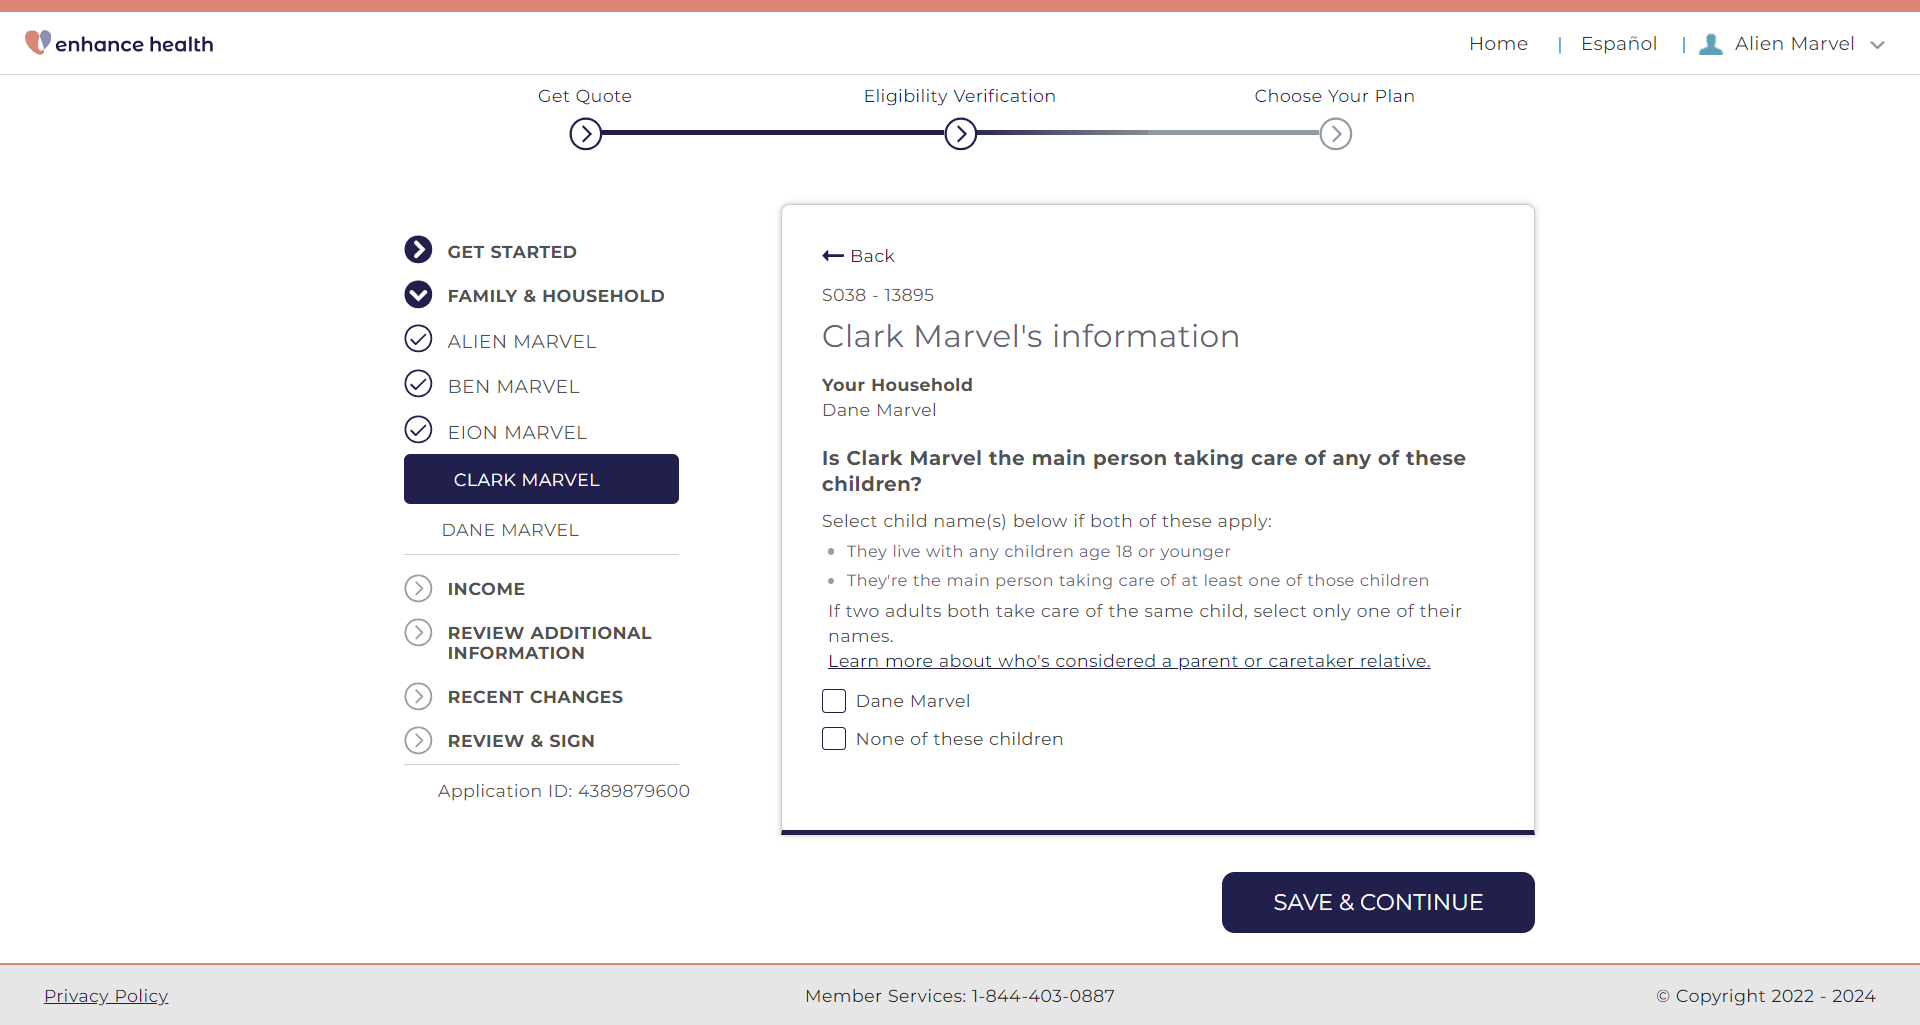 enhance health
Home | Español | Alien Marvel
Get Quote
Eligibility Verification
Choose Your Plan
GET STARTED
FAMILY & HOUSEHOLD
ALIEN MARVEL
BEN MARVEL
EION MARVEL
CLARK MARVEL
DANE MARVEL
INCOME
REVIEW ADDITIONAL
INFORMATION
RECENT CHANGES
REVIEW & SIGN
Application ID: 4389879600
Back
S038 - 13895
Clark Marvel's information
Your Household
Dane Marvel
Is Clark Marvel the main person taking care of any of these
children?
Select child name(s) below if both of these apply:
• They live with any children age 18 or younger
• They're the main person taking care of at least one of those children
If two adults both take care of the same child, select only one of their
names.
Learn more about who's considered a parent or caretaker relative.
Dane Marvel
None of these children
SAVE & CONTINUE
Privacy Policy
Member Services: 1-844-403-0887
© Copyright 2022 - 2024